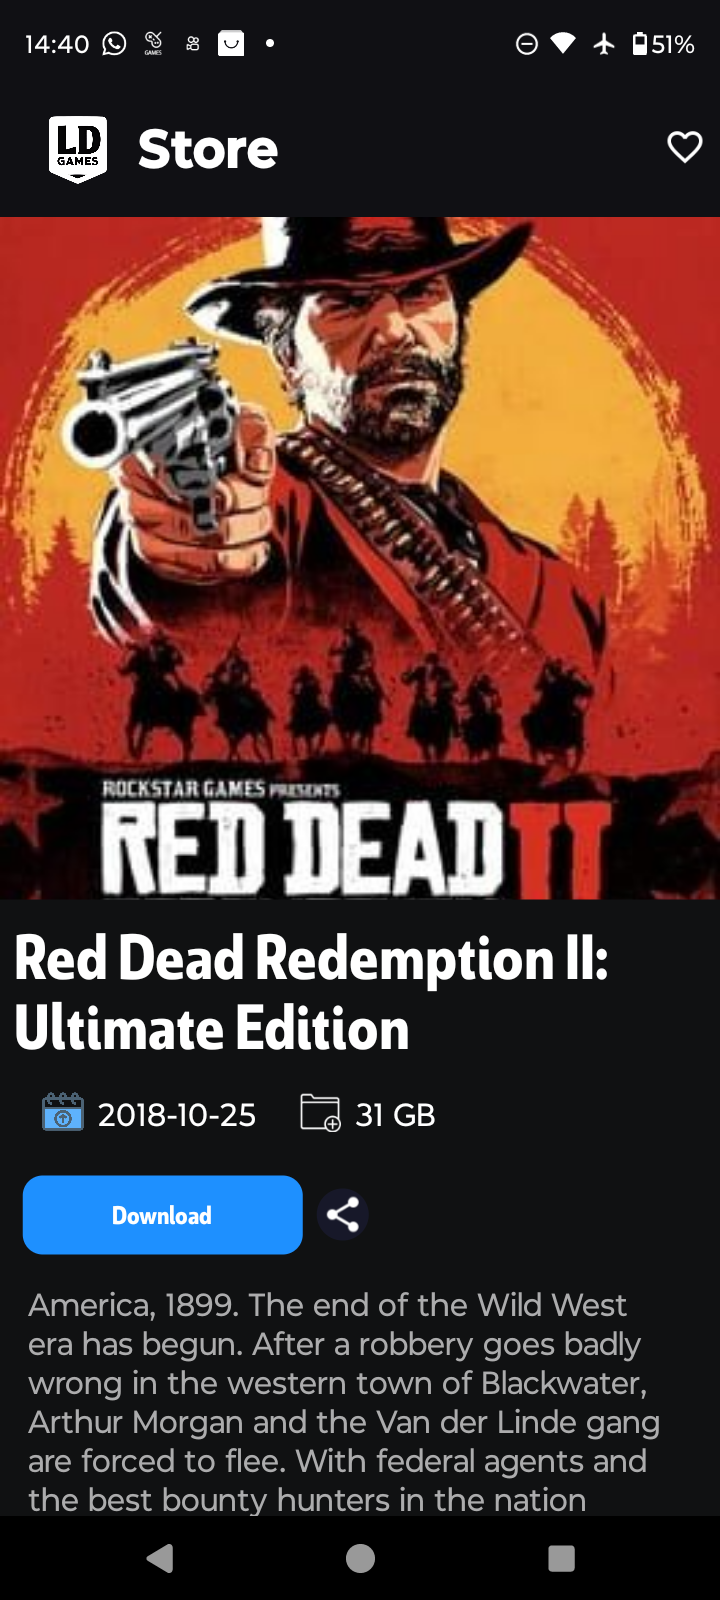 14:40
GAMES
51%
LD
GAMES
Store
ROCKSTAR GAMES PRESENTS
RED DEAD II
Red Dead Redemption II:
Ultimate Edition
2018-10-25
31 GB
Download
America, 1899. The end of the Wild West
era has begun. After a robbery goes badly
wrong in the western town of Blackwater,
Arthur Morgan and the Van der Linde gang
are forced to flee. With federal agents and
the best bounty hunters in the nation